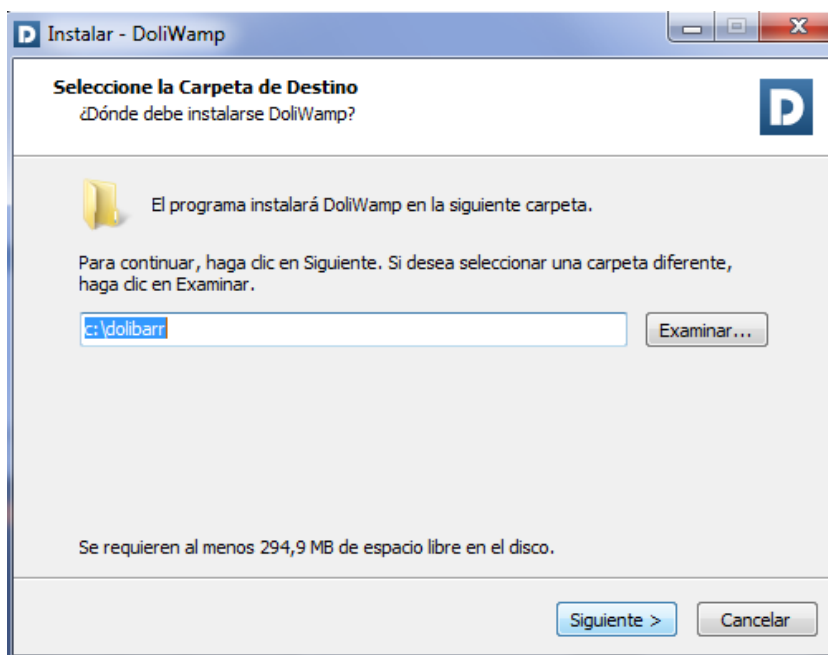 Instalar - DoliWamp
Seleccione la Carpeta de Destino
¿Dónde debe instalarse DoliWamp?
El programa instalará DoliWamp en la siguiente carpeta.
Para continuar, haga clic en Siguiente. Si desea seleccionar una carpeta diferente,
haga clic en Examinar.
c:\dolibarr
Examinar...
Se requieren al menos 294,9 MB de espacio libre en el disco.
Siguiente >
Cancelar